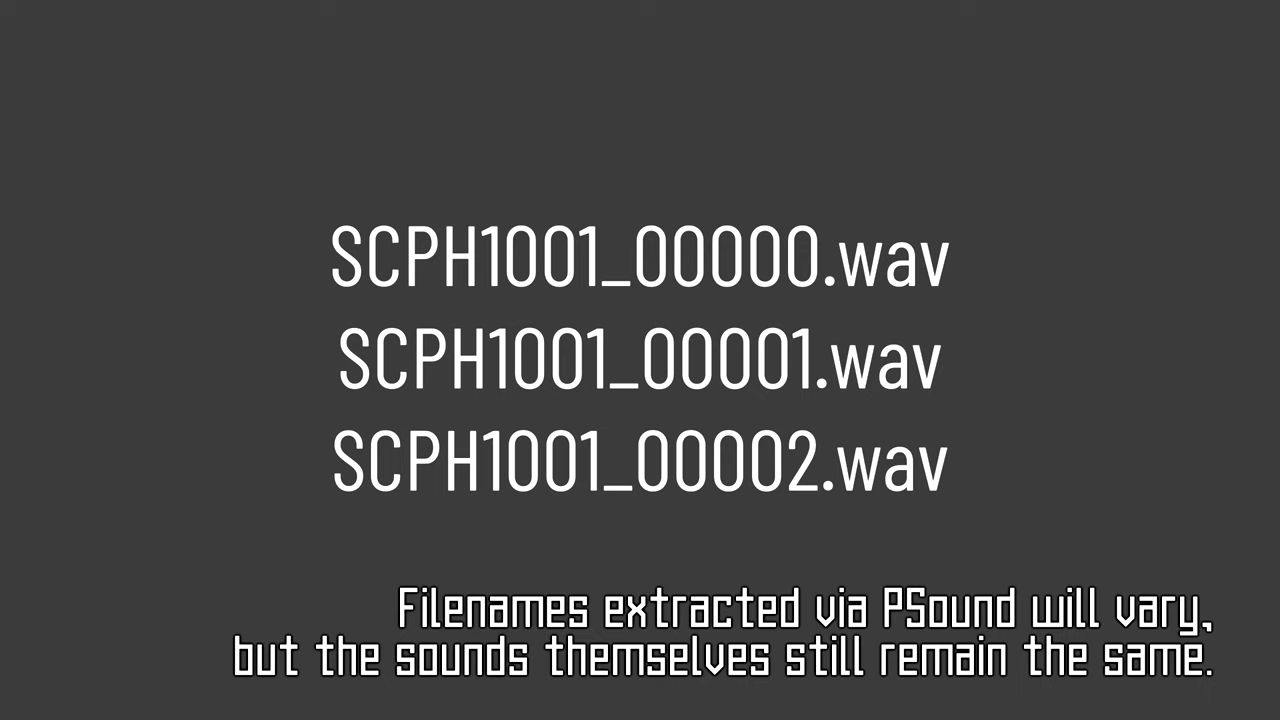 SCPH1001_00000.wav
SCPH1001_00001.wav
SCPH1001_00002.wav
Filenames extracted via PSound will vary,
but the sounds themselves still remain the same.